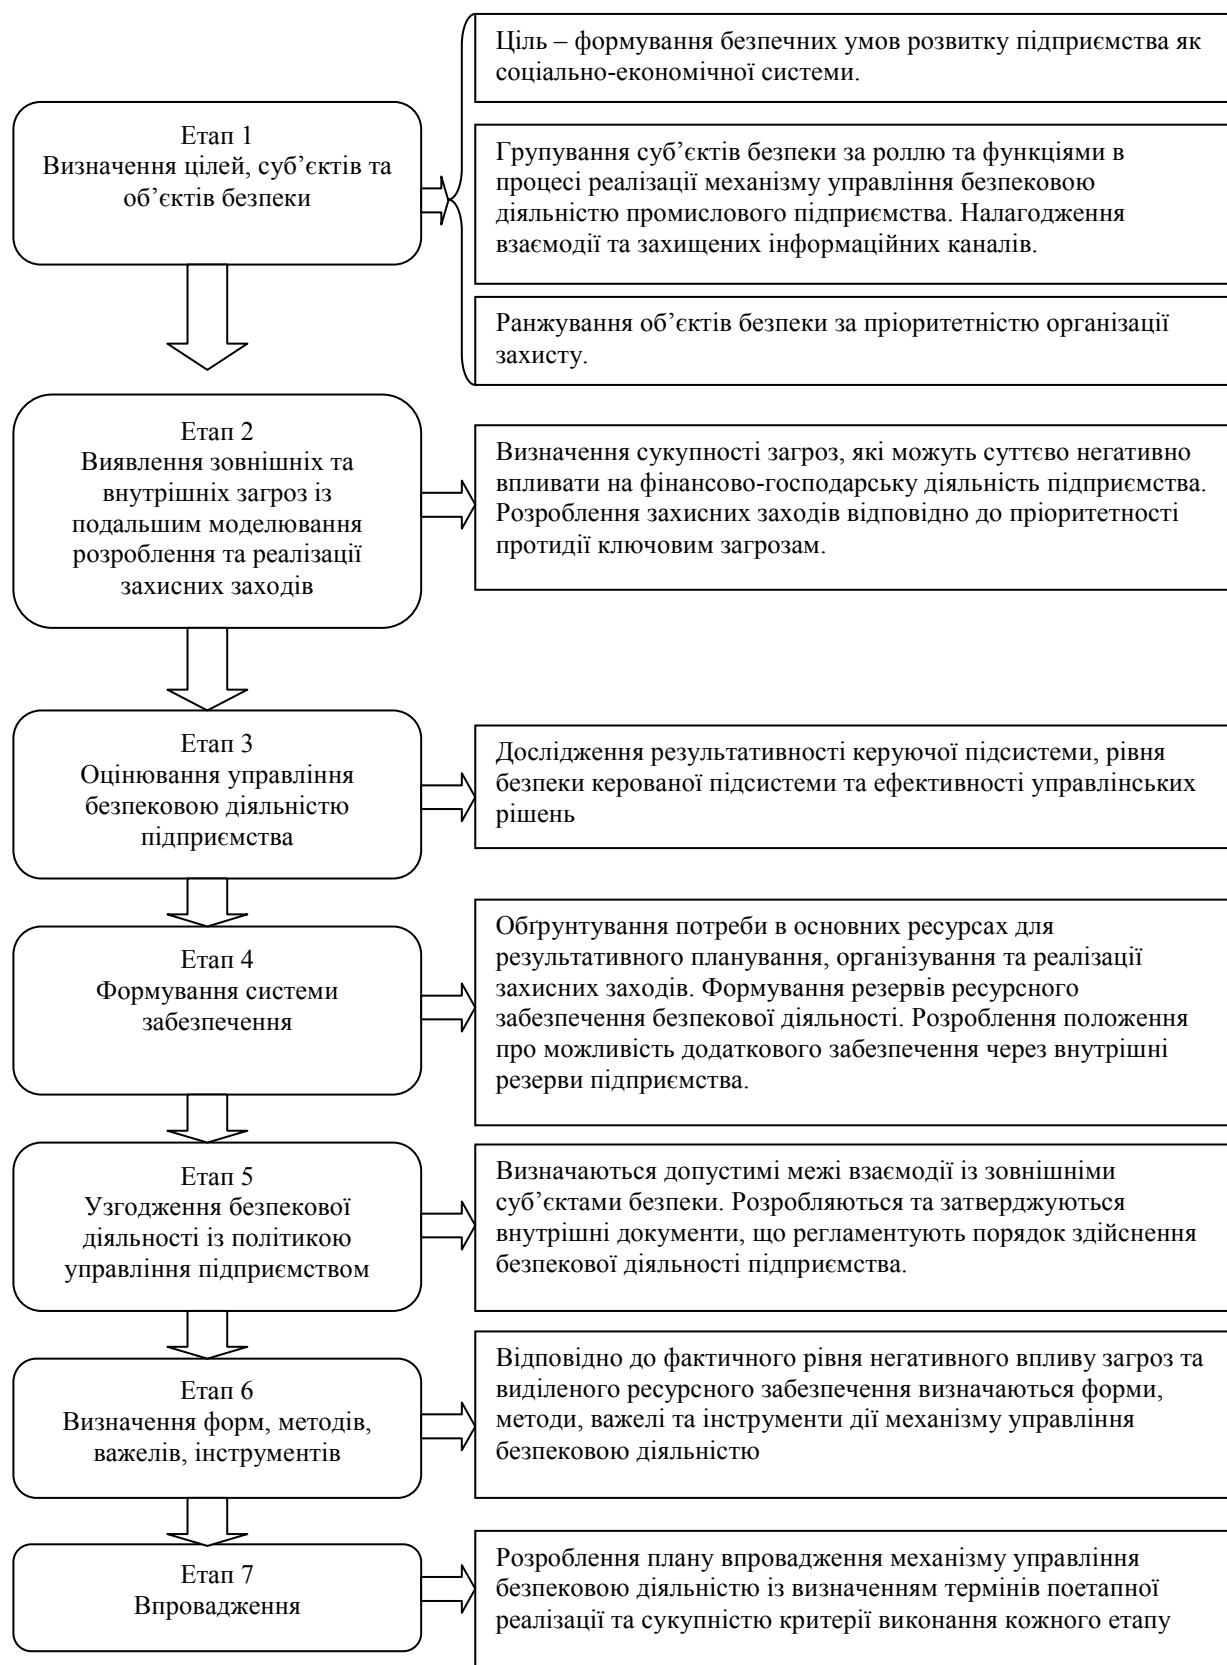 Етап 1
Визначення цілей, суб’єктів та
об’єктів безпеки
Ціль – формування безпечних умов розвитку підприємства як
соціально-економічної системи.
Групування суб’єктів безпеки за роллю та функціями в
процесі реалізації механізму управління безпековою
діяльністю промислового підприємства. Налагодження
взаємодії та захищених інформаційних каналів.
Ранжування об’єктів безпеки за пріоритетністю організації
захисту.
Етап 2
Виявлення зовнішніх та
внутрішніх загроз із
подальшим моделювання
розроблення та реалізації
захисних заходів
Визначення сукупності загроз, які можуть суттєво негативно
впливати на фінансово-господарську діяльність підприємства.
Розроблення захисних заходів відповідно до пріоритетності
протидії ключовим загрозам.
Етап 3
Оцінювання управління
безпековою діяльністю
підприємства
Дослідження результативності керуючої підсистеми, рівня
безпеки керованої підсистеми та ефективності управлінських
рішень
Етап 4
Формування системи
забезпечення
Обґрунтування потреби в основних ресурсах для
результативного планування, організування та реалізації
захисних заходів. Формування резервів ресурсного
забезпечення безпекової діяльності. Розроблення положення
про можливість додаткового забезпечення через внутрішні
резерви підприємства.
Етап 5
Узгодження безпекової
діяльності із політикою
управління підприємством
Визначаються допустимі межі взаємодії із зовнішніми
суб’єктами безпеки. Розробляються та затверджуються
внутрішні документи, що регламентують порядок здійснення
безпекової діяльності підприємства.
Етап 6
Визначення форм, методів,
важелів, інструментів
Відповідно до фактичного рівня негативного впливу загроз та
виділеного ресурсного забезпечення визначаються форми,
методи, важелі та інструменти дії механізму управління
безпековою діяльністю
Етап 7
Впровадження
Розроблення плану впровадження механізму управління
безпековою діяльністю із визначенням термінів поетапної
реалізації та сукупністю критерії виконання кожного етапу